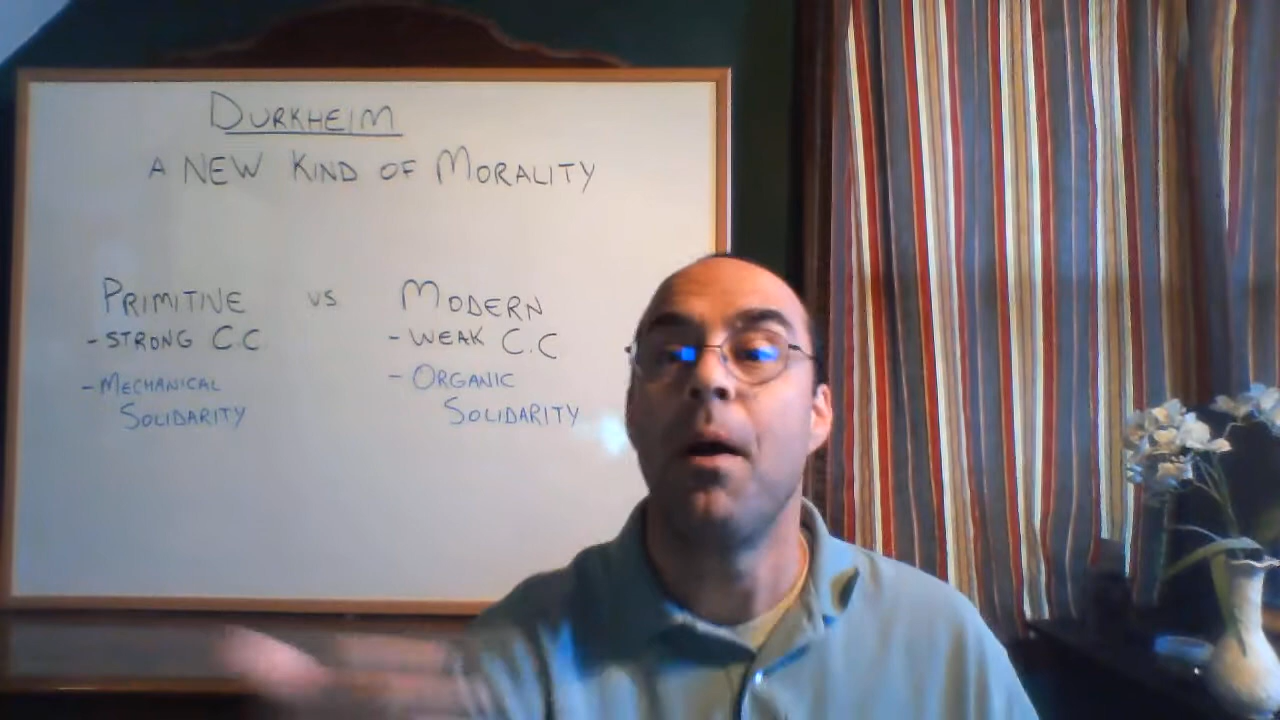 DURKHEIM
A NEW KIND OF MORALITY
PRIMITIVE VS MODERN
- STRONG C.C - WEAK C.C
- MECHANICAL - ORGANIC
SOLIDARITY SOLIDARITY